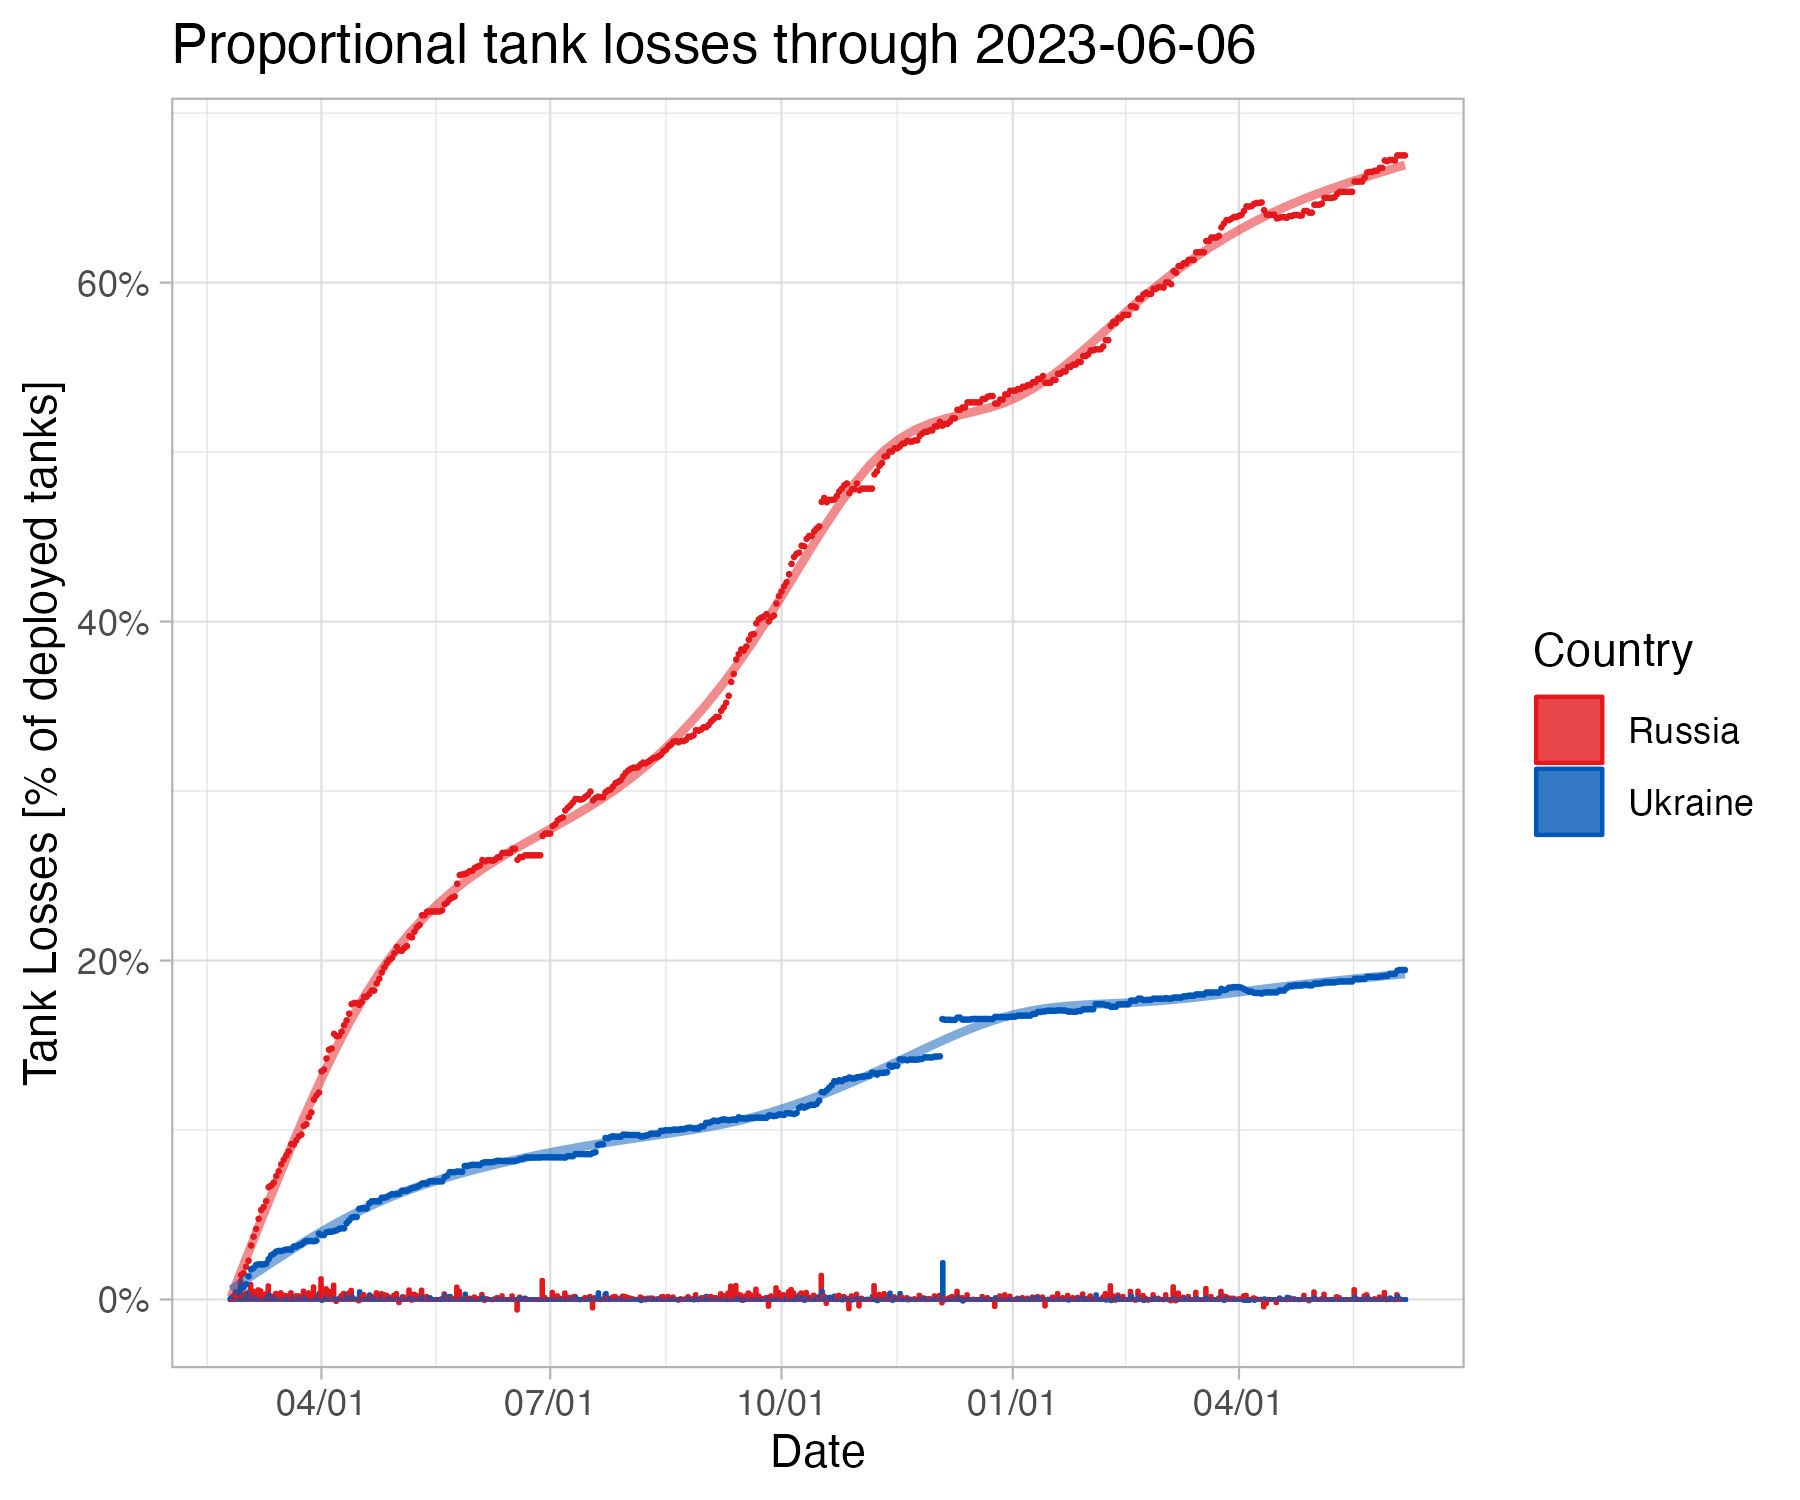 Proportional tank losses through 2023-06-06
Tank Losses [% of deployed tanks]
60%
40%
20%
0%
04/01 07/01 10/01 01/01 04/01
Date
Country
Russia
Ukraine